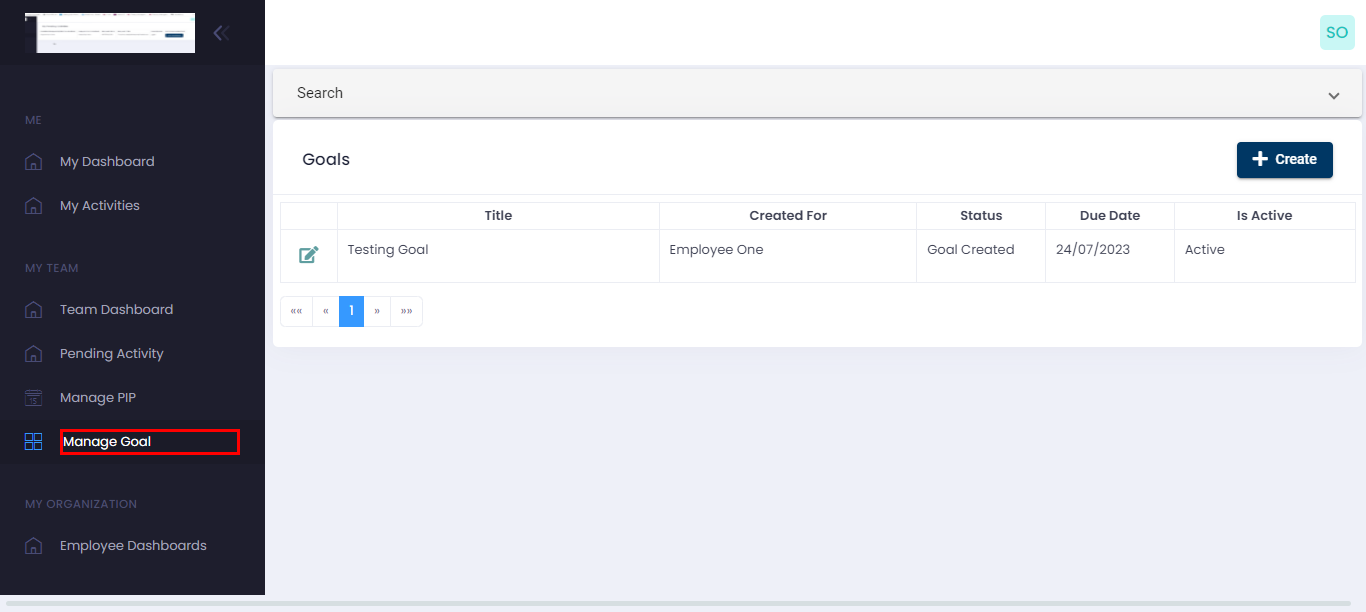 SO
ME
My Dashboard
My Activities
MY TEAM
Team Dashboard
Pending Activity
Manage PIP
Manage Goal
MY ORGANIZATION
Employee Dashboards
Search
Goals
Create
Title Created For Status Due Date Is Active
Testing Goal Employee One Goal Created 24/07/2023 Active
«« « 1 » »»